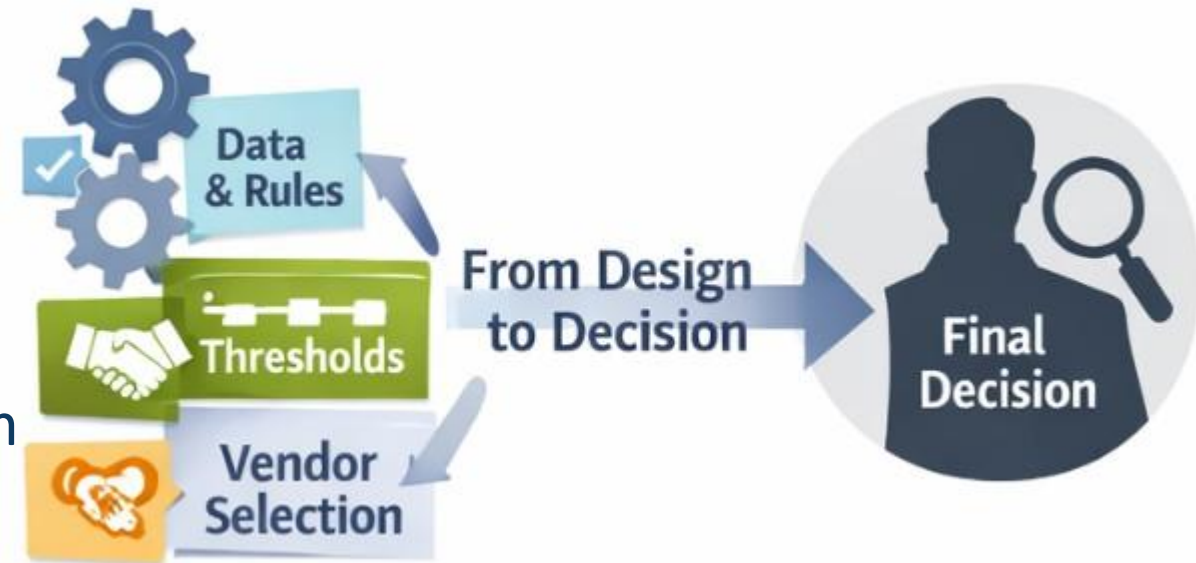 Data
& Rules
Thresholds
Vendor
Selection
From Design
to Decision
Final
Decision
n